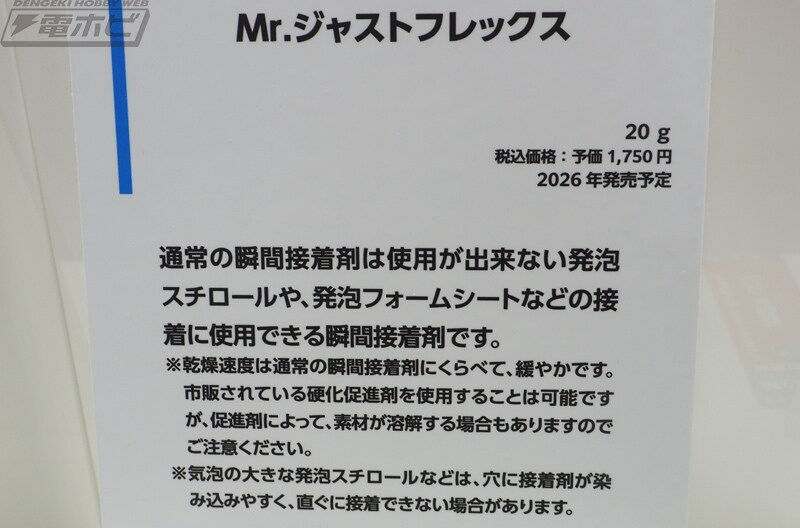 DENGEKI HOBBY WEB
電ホビ
Mr.ジャストフレックス
20 g
税込価格：予価 1,750 円
2026 年発売予定
通常の瞬間接着剤は使用が出来ない発泡
スチロールや、発泡フォームシートなどの接
着に使用できる瞬間接着剤です。
※乾燥速度は通常の瞬間接着剤にくらべて、緩やかです。
市販されている硬化促進剤を使用することは可能です
が、促進剤によって、素材が溶解する場合もありますので
ご注意ください。
※気泡の大きな発泡スチロールなどは、穴に接着剤が染
み込みやすく、直ぐに接着できない場合があります。